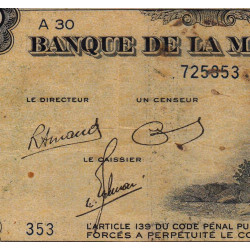 A 30
BANQUE DE LA M
.725353
LE DIRECTEUR UN CENSEUR
LE CAISSIER
353
L'ARTICLE 139 DU CODE PÉNAL PU
FORCÉS A PERPÉTUITÉ LE CO